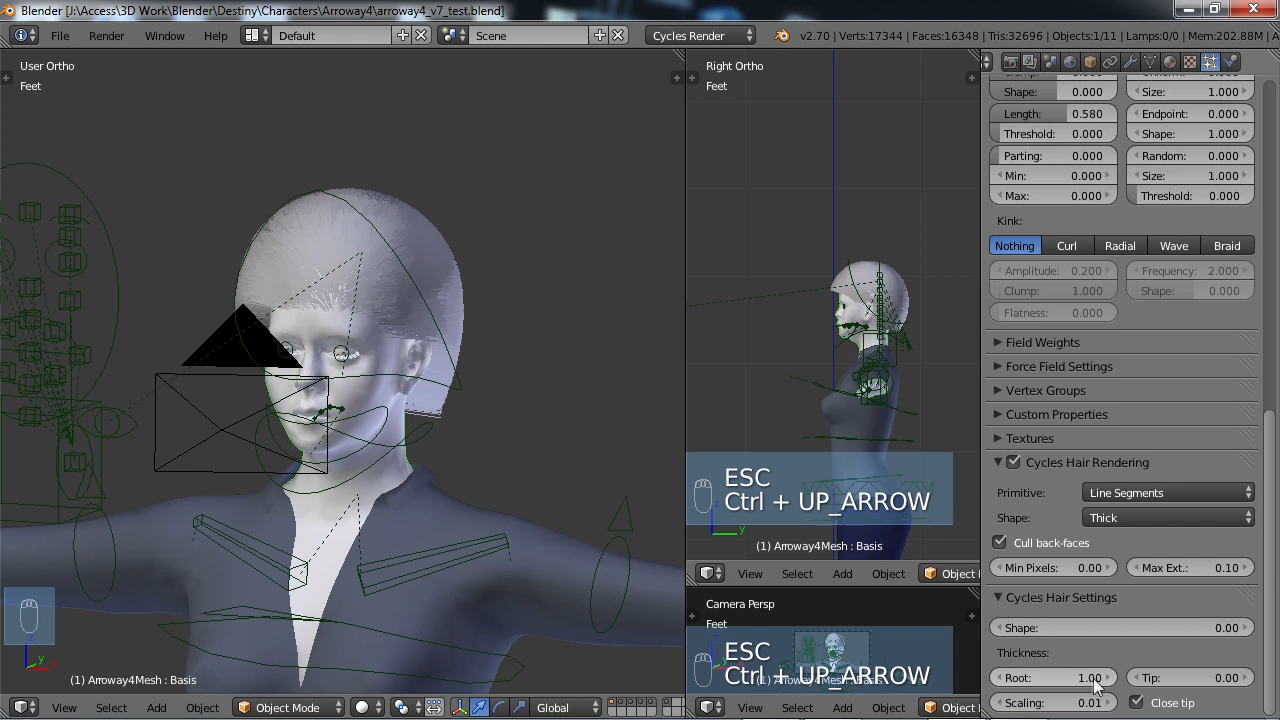 Blender [J:\Access\3D Work\Blender\Destiny\Characters\Arroway4\arroway4_v7_test.blend]
File Render Window Help Default Scene Cycles Render v2.70 | Verts:17344 | Faces:16348 | Tris:32696 | Objects:1/11 | Lamps:0/0 | Mem:202.88M | A
User Ortho
Feet
(1) Arroway4Mesh : Basis
View Select Add Object Object Mode Global
Right Ortho
Feet
ESC
Ctrl + UP_ARROW
(1) Arroway4Mesh : Basis
View Select Add Object
Camera Persp
Feet
ESC
Ctrl + UP_ARROW
View Select Add Object
Shape: 0.000 Size: 1.000
Length: 0.580 Endpoint: 0.000
Threshold: 0.000 Shape: 1.000
Parting: 0.000 Random: 0.000
Min: 0.000 Size: 1.000
Max: 0.000 Threshold: 0.000
Kink:
Nothing Curl Radial Wave Braid
Amplitude: 0.200 Frequency: 2.000
Clump: 1.000 Shape: 0.000
Flatness: 0.000
Field Weights
Force Field Settings
Vertex Groups
Custom Properties
Textures
Cycles Hair Rendering
Primitive: Line Segments
Shape: Thick
Cull back-faces
Min Pixels: 0.00 Max Ext.: 0.10
Cycles Hair Settings
Shape: 0.00
Thickness:
Root: 1.00 Tip: 0.00
Scaling: 0.01 Close tip